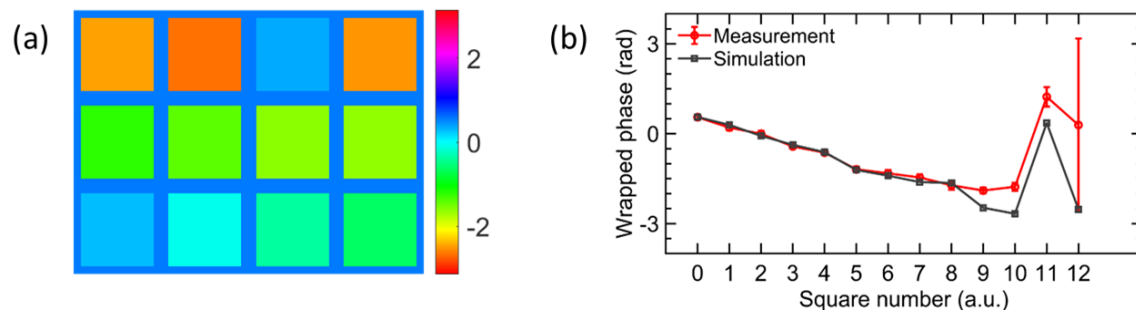 (a)
2
0
-2
(b)
Wrapped phase (rad)
3
0
-3
Measurement
Simulation
0 1 2 3 4 5 6 7 8 9 10 11 12
Square number (a.u.)